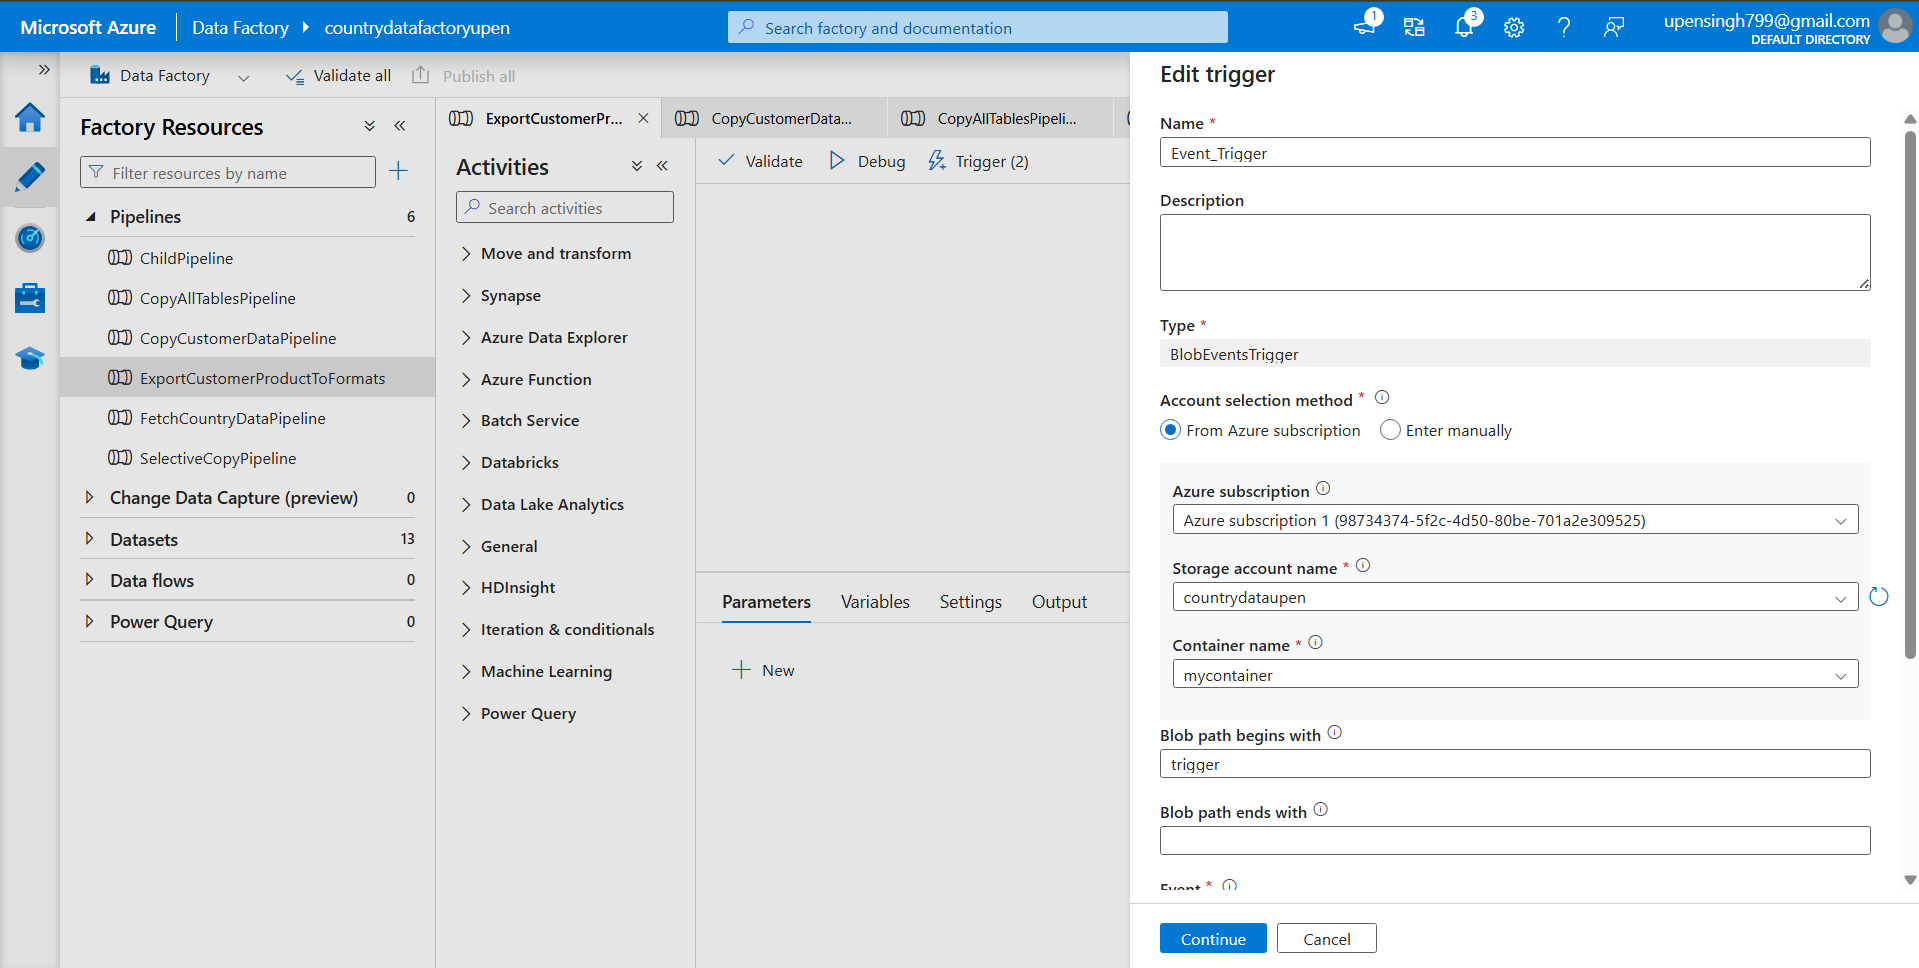 Microsoft Azure
Data Factory
countrydatafactoryupen
Search factory and documentation
1
3
upensingh799@gmail.com
DEFAULT DIRECTORY
Data Factory
Validate all
Publish all
Factory Resources
Filter resources by name
Pipelines 6
ChildPipeline
CopyAllTablesPipeline
CopyCustomerDataPipeline
ExportCustomerProductToFormats
FetchCountryDataPipeline
SelectiveCopyPipeline
Change Data Capture (preview) 0
Datasets 13
Data flows 0
Power Query 0
ExportCustomerPr...
CopyCustomerData...
CopyAllTablesPipeli...
Activities
Search activities
Move and transform
Synapse
Azure Data Explorer
Azure Function
Batch Service
Databricks
Data Lake Analytics
General
HDInsight
Iteration & conditionals
Machine Learning
Power Query
Validate
Debug
Trigger (2)
Parameters
Variables
Settings
Output
New
Edit trigger
Name *
Event_Trigger
Description
Type *
BlobEventsTrigger
Account selection method *
From Azure subscription
Enter manually
Azure subscription
Azure subscription 1 (98734374-5f2c-4d50-80be-701a2e309525)
Storage account name *
countrydataupen
Container name *
mycontainer
Blob path begins with
trigger
Blob path ends with
Event *
Continue
Cancel